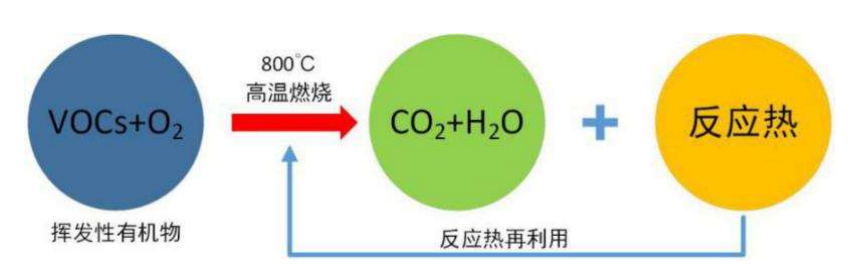 800℃
高温燃烧
VOCs+O₂
CO₂+H₂O
+
反应热
挥发性有机物
反应热再利用